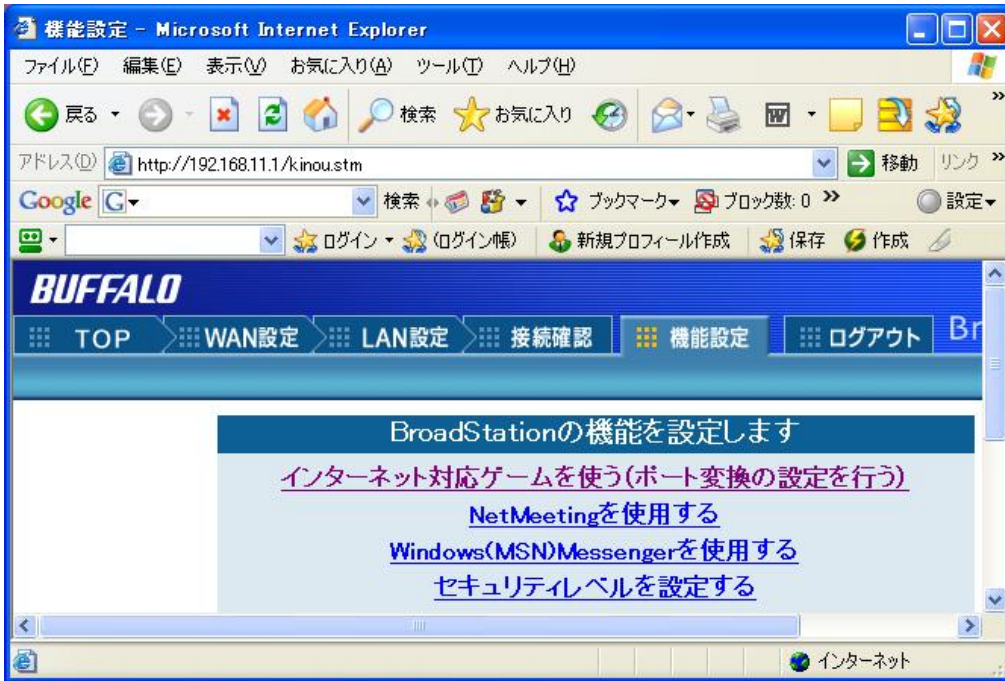 機能設定 - Microsoft Internet Explorer
ファイル(F) 編集(E) 表示(V) お気に入り(A) ツール(T) ヘルプ(H)
戻る 検索 お気に入り W »
アドレス(D) http://192.168.11.1/kinou.stm 移動 リンク »
Google G 検索 ブックマーク ブロック数: 0 » 設定
ログイン (ログイン帳) 新規プロフィール作成 保存 作成
BUFFALO
TOP WAN設定 LAN設定 接続確認 機能設定 ログアウト Br
BroadStationの機能を設定します
インターネット対応ゲームを使う(ポート変換の設定を行う)
NetMeetingを使用する
Windows(MSN)Messengerを使用する
セキュリティレベルを設定する
インターネット